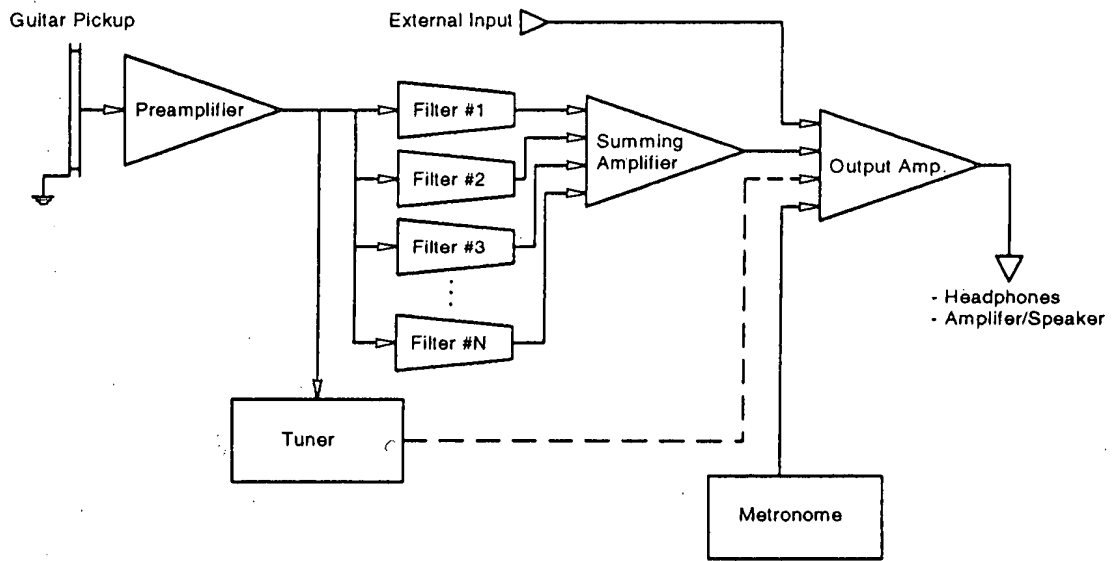 Guitar Pickup
External Input
Preamplifier
Filter #1
Filter #2
Filter #3
Filter #N
Summing
Amplifier
Output Amp.
- Headphones
- Amplifer/Speaker
Tuner
Metronome